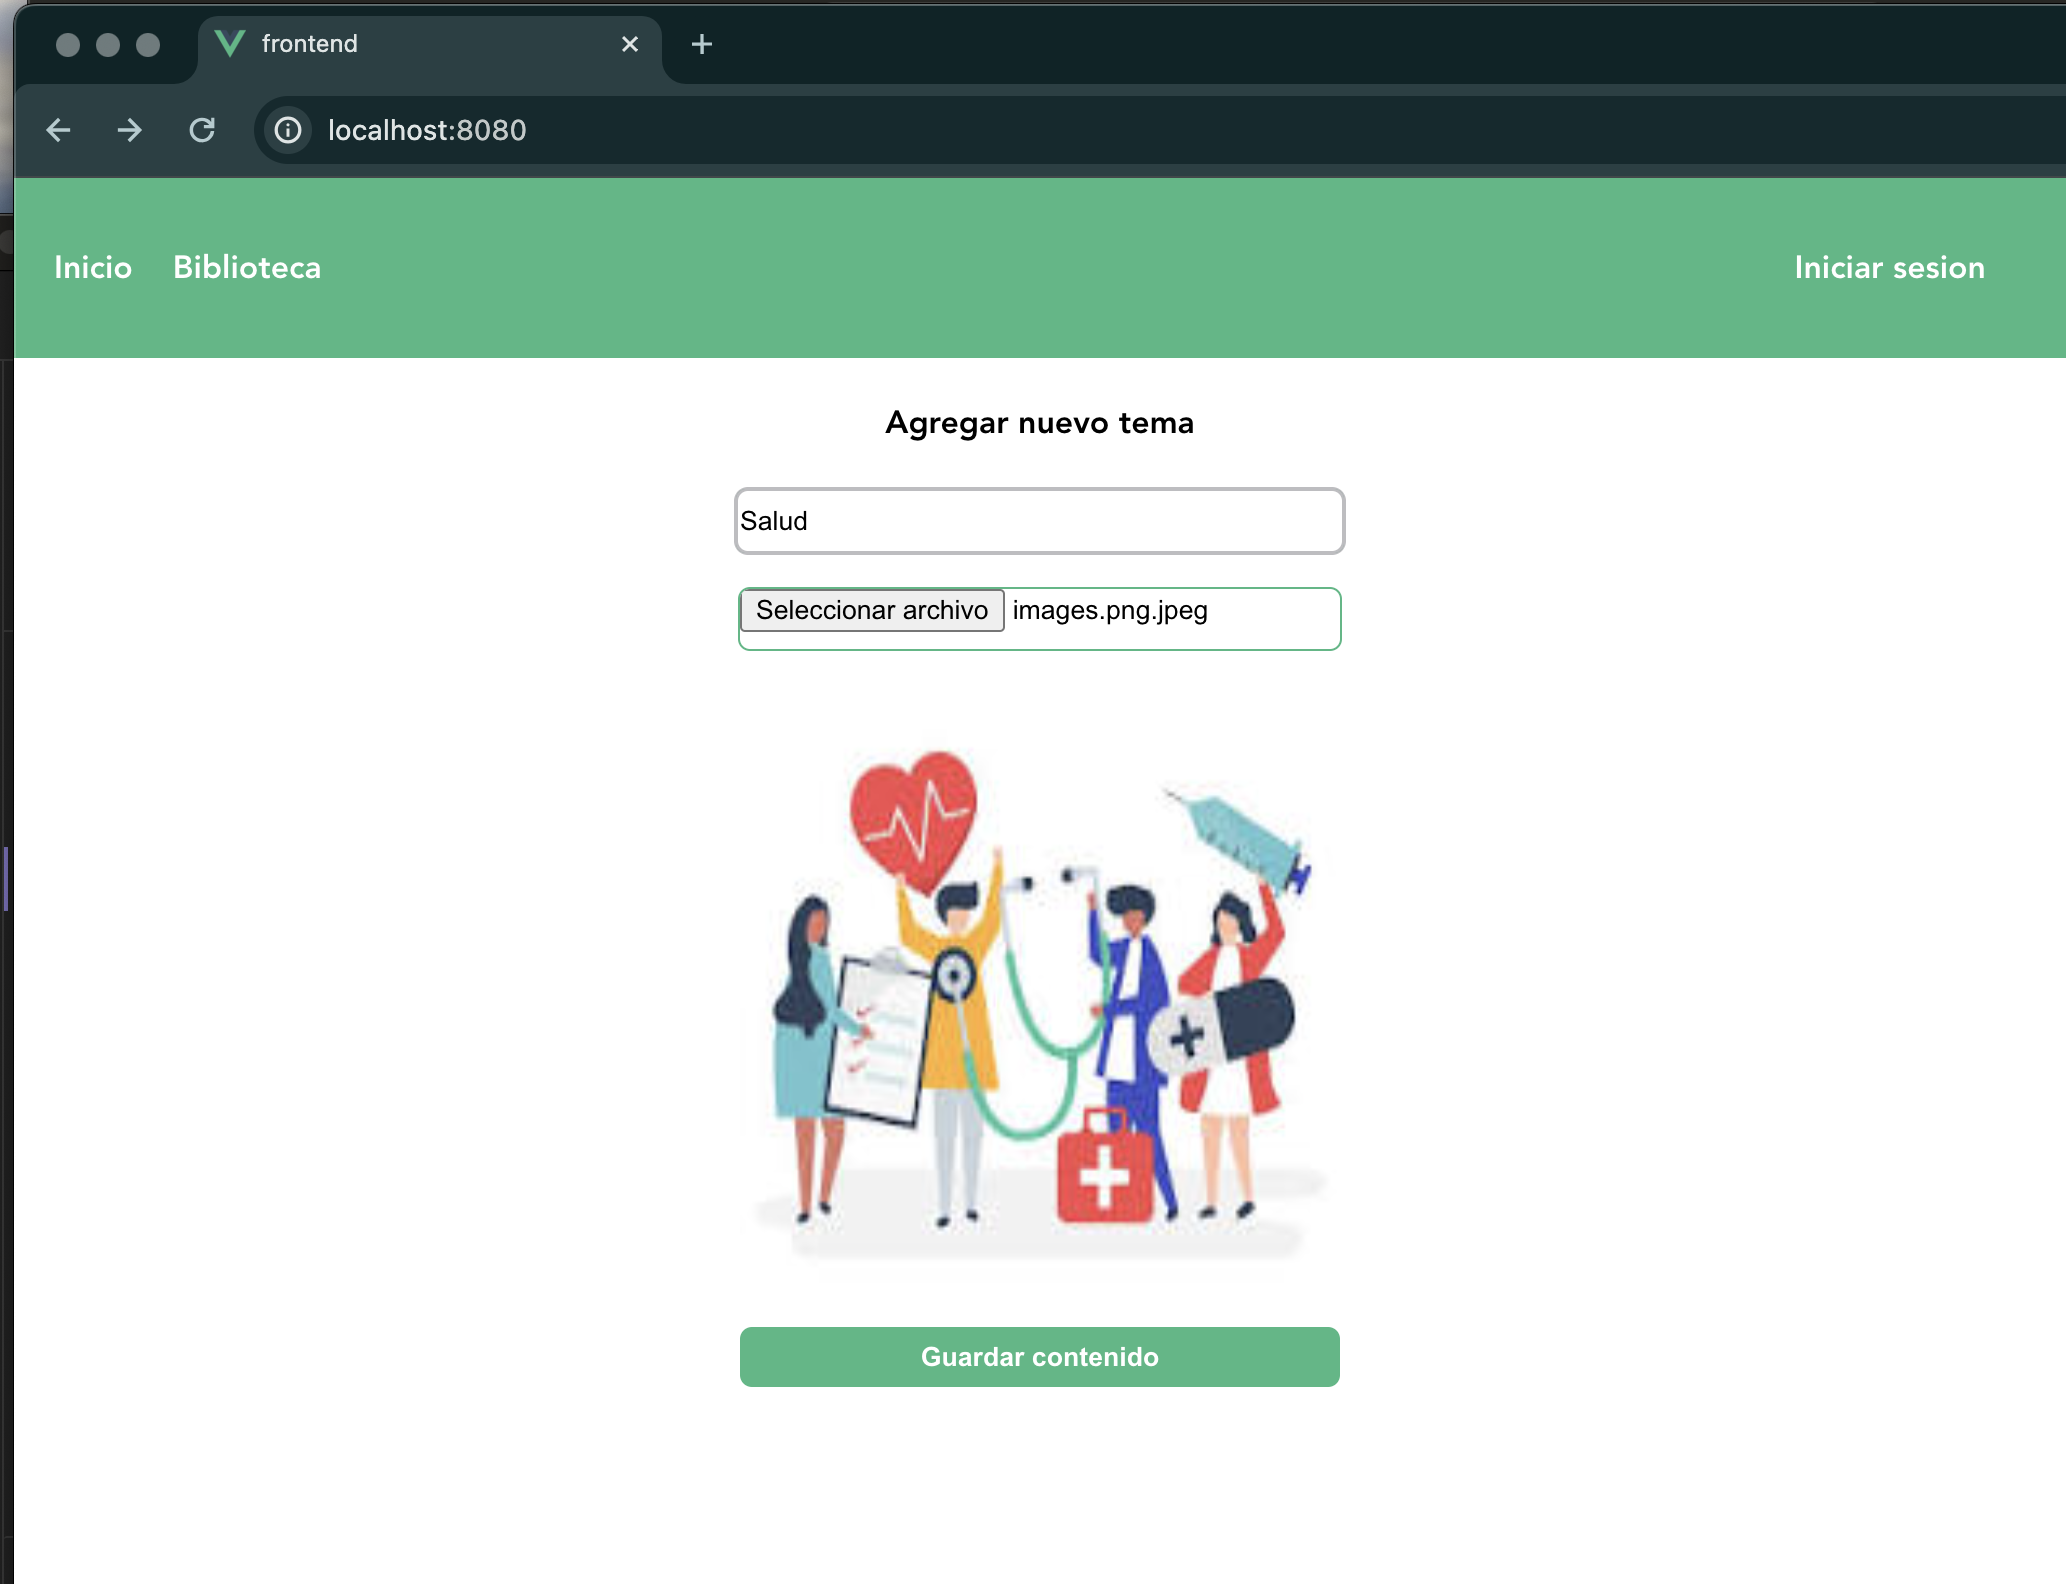 frontend
localhost:8080
Inicio Biblioteca Iniciar sesion
Agregar nuevo tema
Salud
Seleccionar archivo images.png.jpeg
Guardar contenido